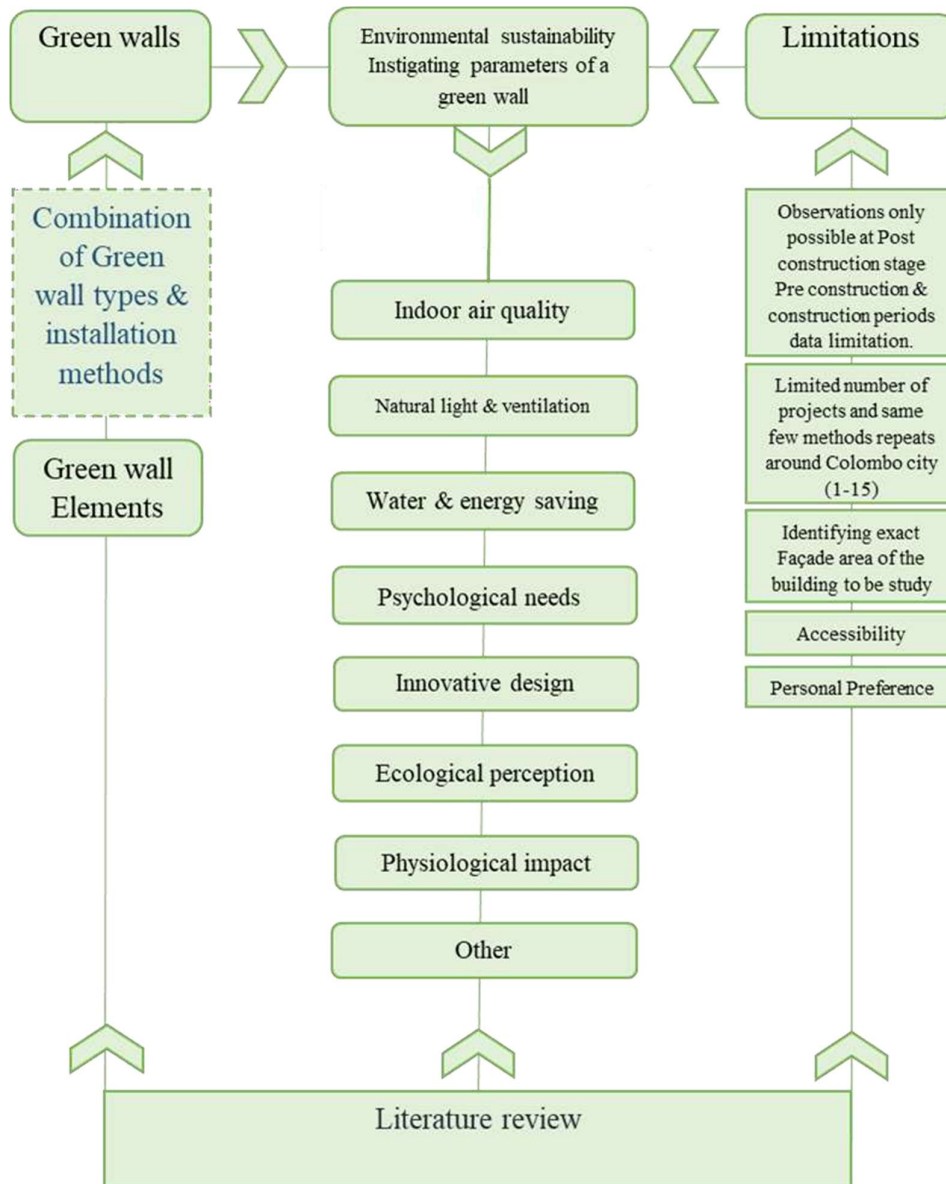 Green walls
Environmental sustainability
Instigating parameters of a
green wall
Limitations
Combination
of Green
wall types &
installation
methods
Green wall
Elements
Indoor air quality
Natural light & ventilation
Water & energy saving
Psychological needs
Innovative design
Ecological perception
Physiological impact
Other
Observations only
possible at Post
construction stage
Pre construction &
construction periods
data limitation.
Limited number of
projects and same
few methods repeats
around Colombo city
(1-15)
Identifying exact
Façade area of the
building to be study
Accessibility
Personal Preference
Literature review